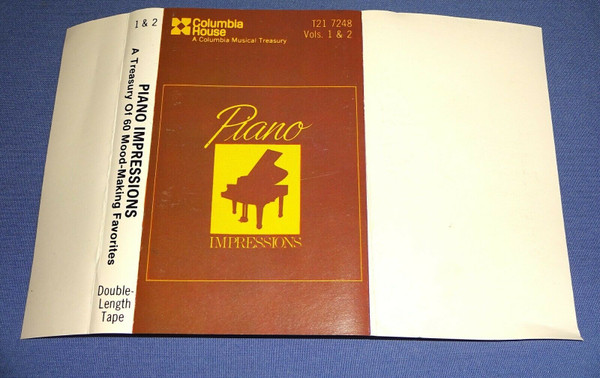 1 & 2
PIANO IMPRESSIONS
A Treasury Of 60 Mood-Making Favorites
Double-
Length
Tape
Columbia
House
A Columbia Musical Treasury
T21 7248
Vols. 1 & 2
Piano
IMPRESSIONS